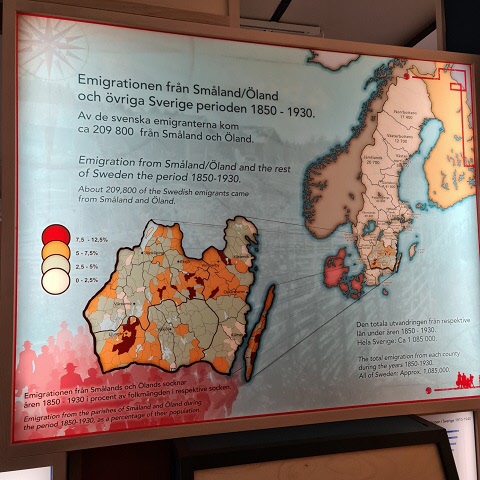 Emigrationen från Småland/Öland
och övriga Sverige perioden 1850 - 1930.
Av de svenska emigranterna kom
ca 209 800 från Småland och Öland.
Emigration from Småland/Öland and the rest
of Sweden the period 1850-1930.
About 209,800 of the Swedish emigrants came
from Småland and Öland.
7,5 - 12,5%
5 - 7,5%
2,5 - 5%
0 - 2,5%
Den totala utvandringen från respektive
län under åren 1850 - 1930.
Hela Sverige: Ca 1.085 000.
The total emigration from each county
during the years 1850-1930.
All of Sweden: Approx. 1,085,000.
Emigrationen från Smålands och Ölands socknar
åren 1850 - 1930 i procent av folkmängden i respektive socken.
Emigration from the parishes of Småland and Öland during
the period 1850-1930, as a percentage of their population.